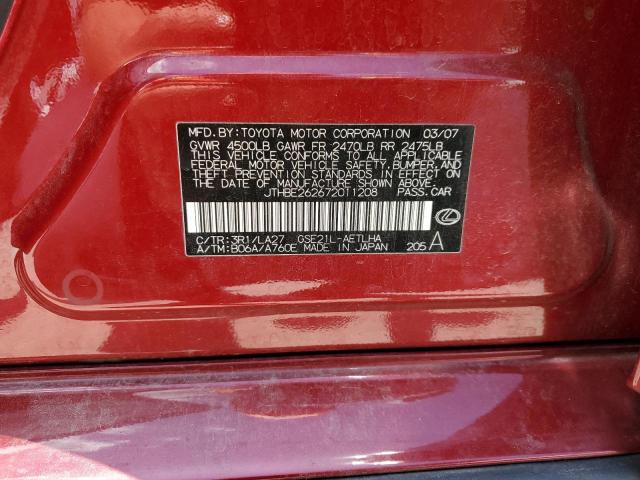 MFD. BY: TOYOTA MOTOR CORPORATION 03/07
GVWR 4500LB GAWR FR 2470LB RR 2475LB
THIS VEHICLE CONFORMS TO ALL APPLICABLE
FEDERAL MOTOR VEHICLE SAFETY, BUMPER, AND
THEFT PREVENTION STANDARDS IN EFFECT ON
THE DATE OF MANUFACTURE SHOWN ABOVE.
JTHBE262672011208 PASS. CAR
C/TR: 3R1/LA27 GSE21L-AETLHA
A/TM: B06A/A760E MADE IN JAPAN 205 A